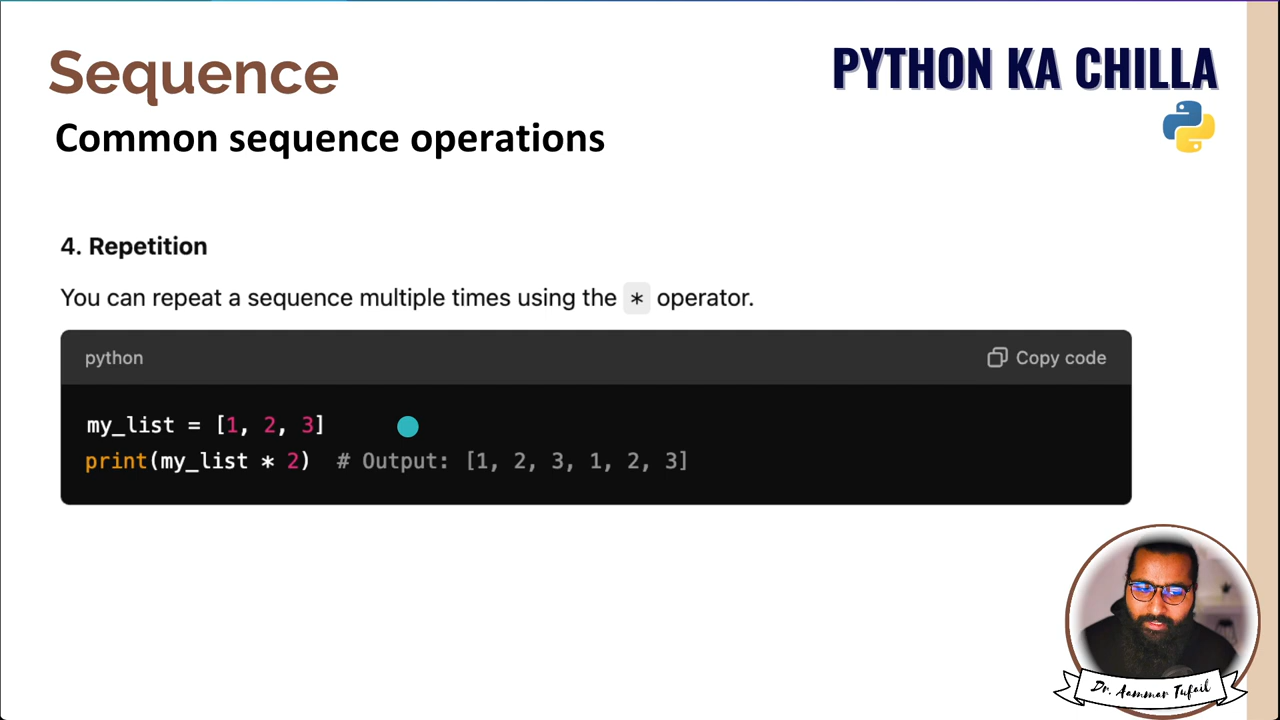 Sequence
PYTHON KA CHILLA
Common sequence operations
4. Repetition
You can repeat a sequence multiple times using the * operator.
python
Copy code
my_list = [1, 2, 3]
print(my_list * 2)  # Output: [1, 2, 3, 1, 2, 3]
Dr. Aammar Tufail